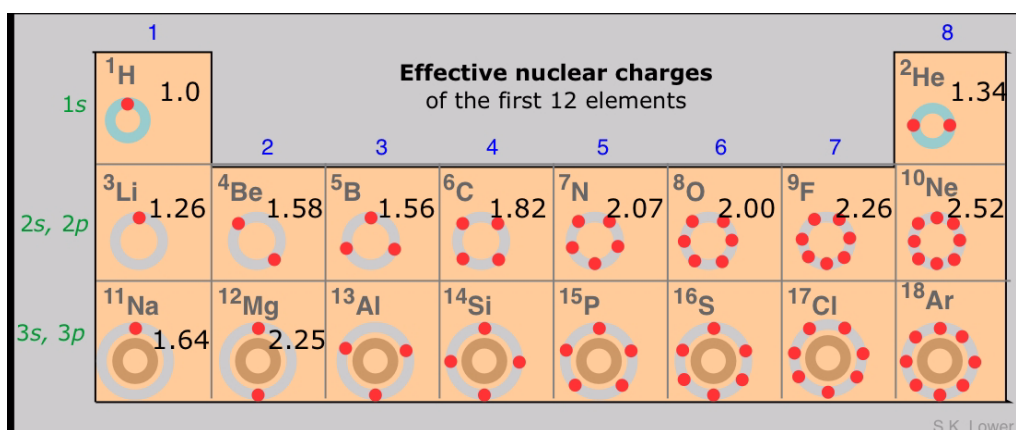 1 8
Effective nuclear charges
of the first 12 elements
1s 1H 1.0 2He 1.34
2 3 4 5 6 7
2s, 2p 3Li 1.26 4Be 1.58 5B 1.56 6C 1.82 7N 2.07 8O 2.00 9F 2.26 10Ne 2.52
3s, 3p 11Na 1.64 12Mg 2.25 13Al 14Si 15P 16S 17Cl 18Ar
S.K. Lower